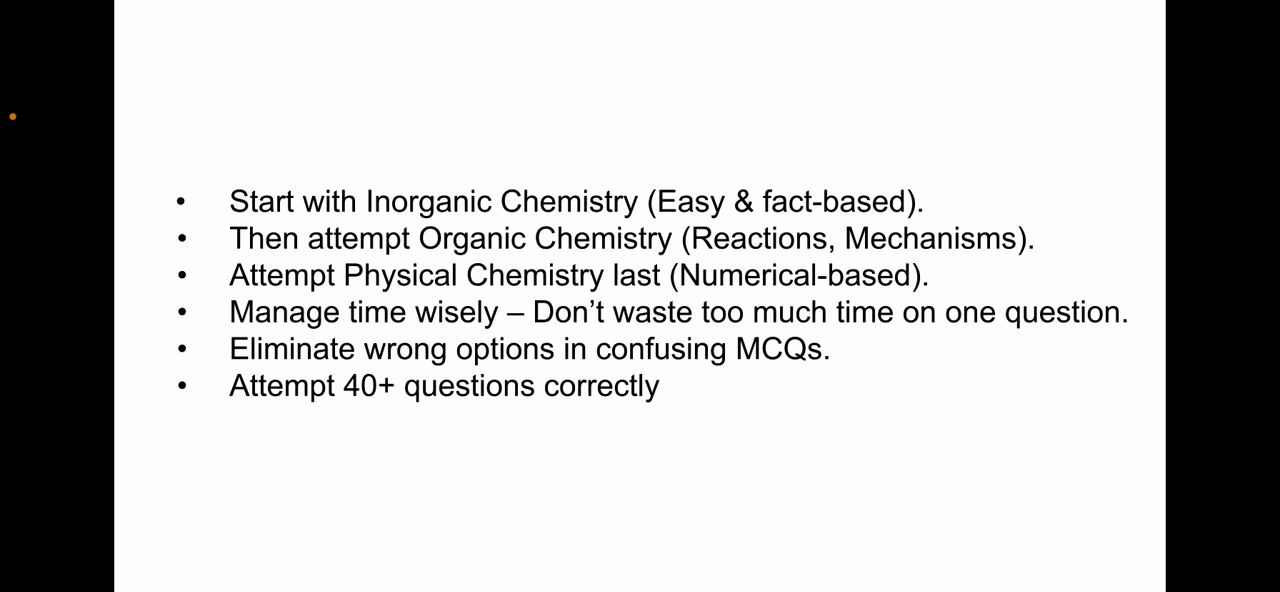 • Start with Inorganic Chemistry (Easy & fact-based).
• Then attempt Organic Chemistry (Reactions, Mechanisms).
• Attempt Physical Chemistry last (Numerical-based).
• Manage time wisely – Don’t waste too much time on one question.
• Eliminate wrong options in confusing MCQs.
• Attempt 40+ questions correctly